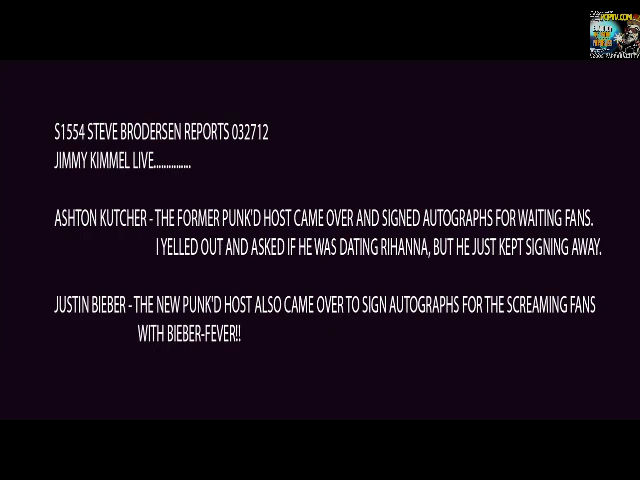 S1554 STEVE BRODERSEN REPORTS 032712
JIMMY KIMMEL LIVE.............
ASHTON KUTCHER - THE FORMER PUNK'D HOST CAME OVER AND SIGNED AUTOGRAPHS FOR WAITING FANS.
I YELLED OUT AND ASKED IF HE WAS DATING RIHANNA, BUT HE JUST KEPT SIGNING AWAY.
JUSTIN BIEBER - THE NEW PUNK'D HOST ALSO CAME OVER TO SIGN AUTOGRAPHS FOR THE SCREAMING FANS
WITH BIEBER-FEVER!!